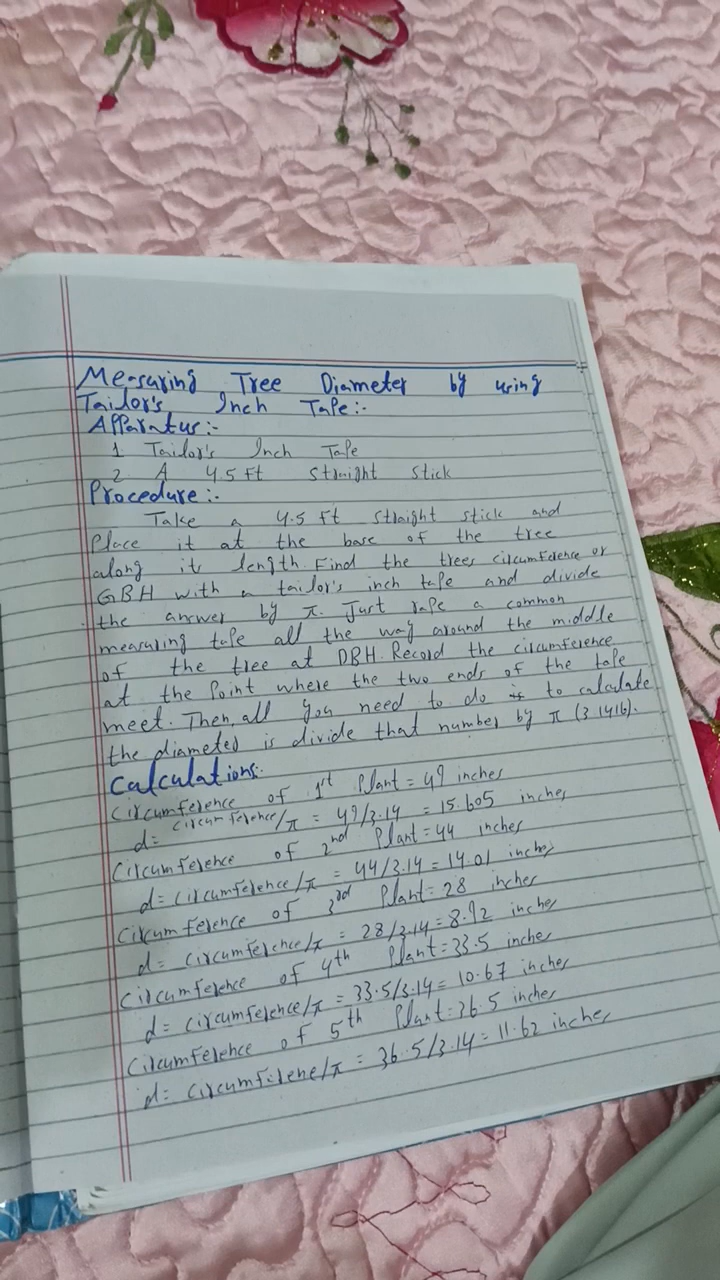 Measuring Tree Diameter by using
Tailor's Inch Tape:-
Apparatus:-
1 Tailor's Inch Tape
2. A 4.5 Ft Straight Stick
Procedure:-
Take a 4.5 ft straight stick and
Place it at the base of the tree
along it length. Find the trees circumference or
GBH with a tailor's inch tape and divide
the answer by π. Just tape a common
measuring tape all the way around the middle
of the tree at DBH. Record the circumference
at the Point where the two ends of the tape
meet. Then, all you need to do is to calculate
the diameter is divide that number by π (3.1416).
Calculations:
Circumference of 1st Plant = 49 inches
d= circumference/π = 49/3.14 = 15.605 inches
Circumference of 2nd Plant = 44 inches
d= circumference/π = 44/3.14 = 14.01 inches
Circumference of 3rd Plant = 28 inches
d= circumference/π = 28/3.14 = 8.92 inches
Circumference of 4th Plant = 33.5 inches
d= circumference/π = 33.5/3.14 = 10.67 inches
Circumference of 5th Plant = 36.5 inches
d= circumferene/π = 36.5/3.14 = 11.62 inches